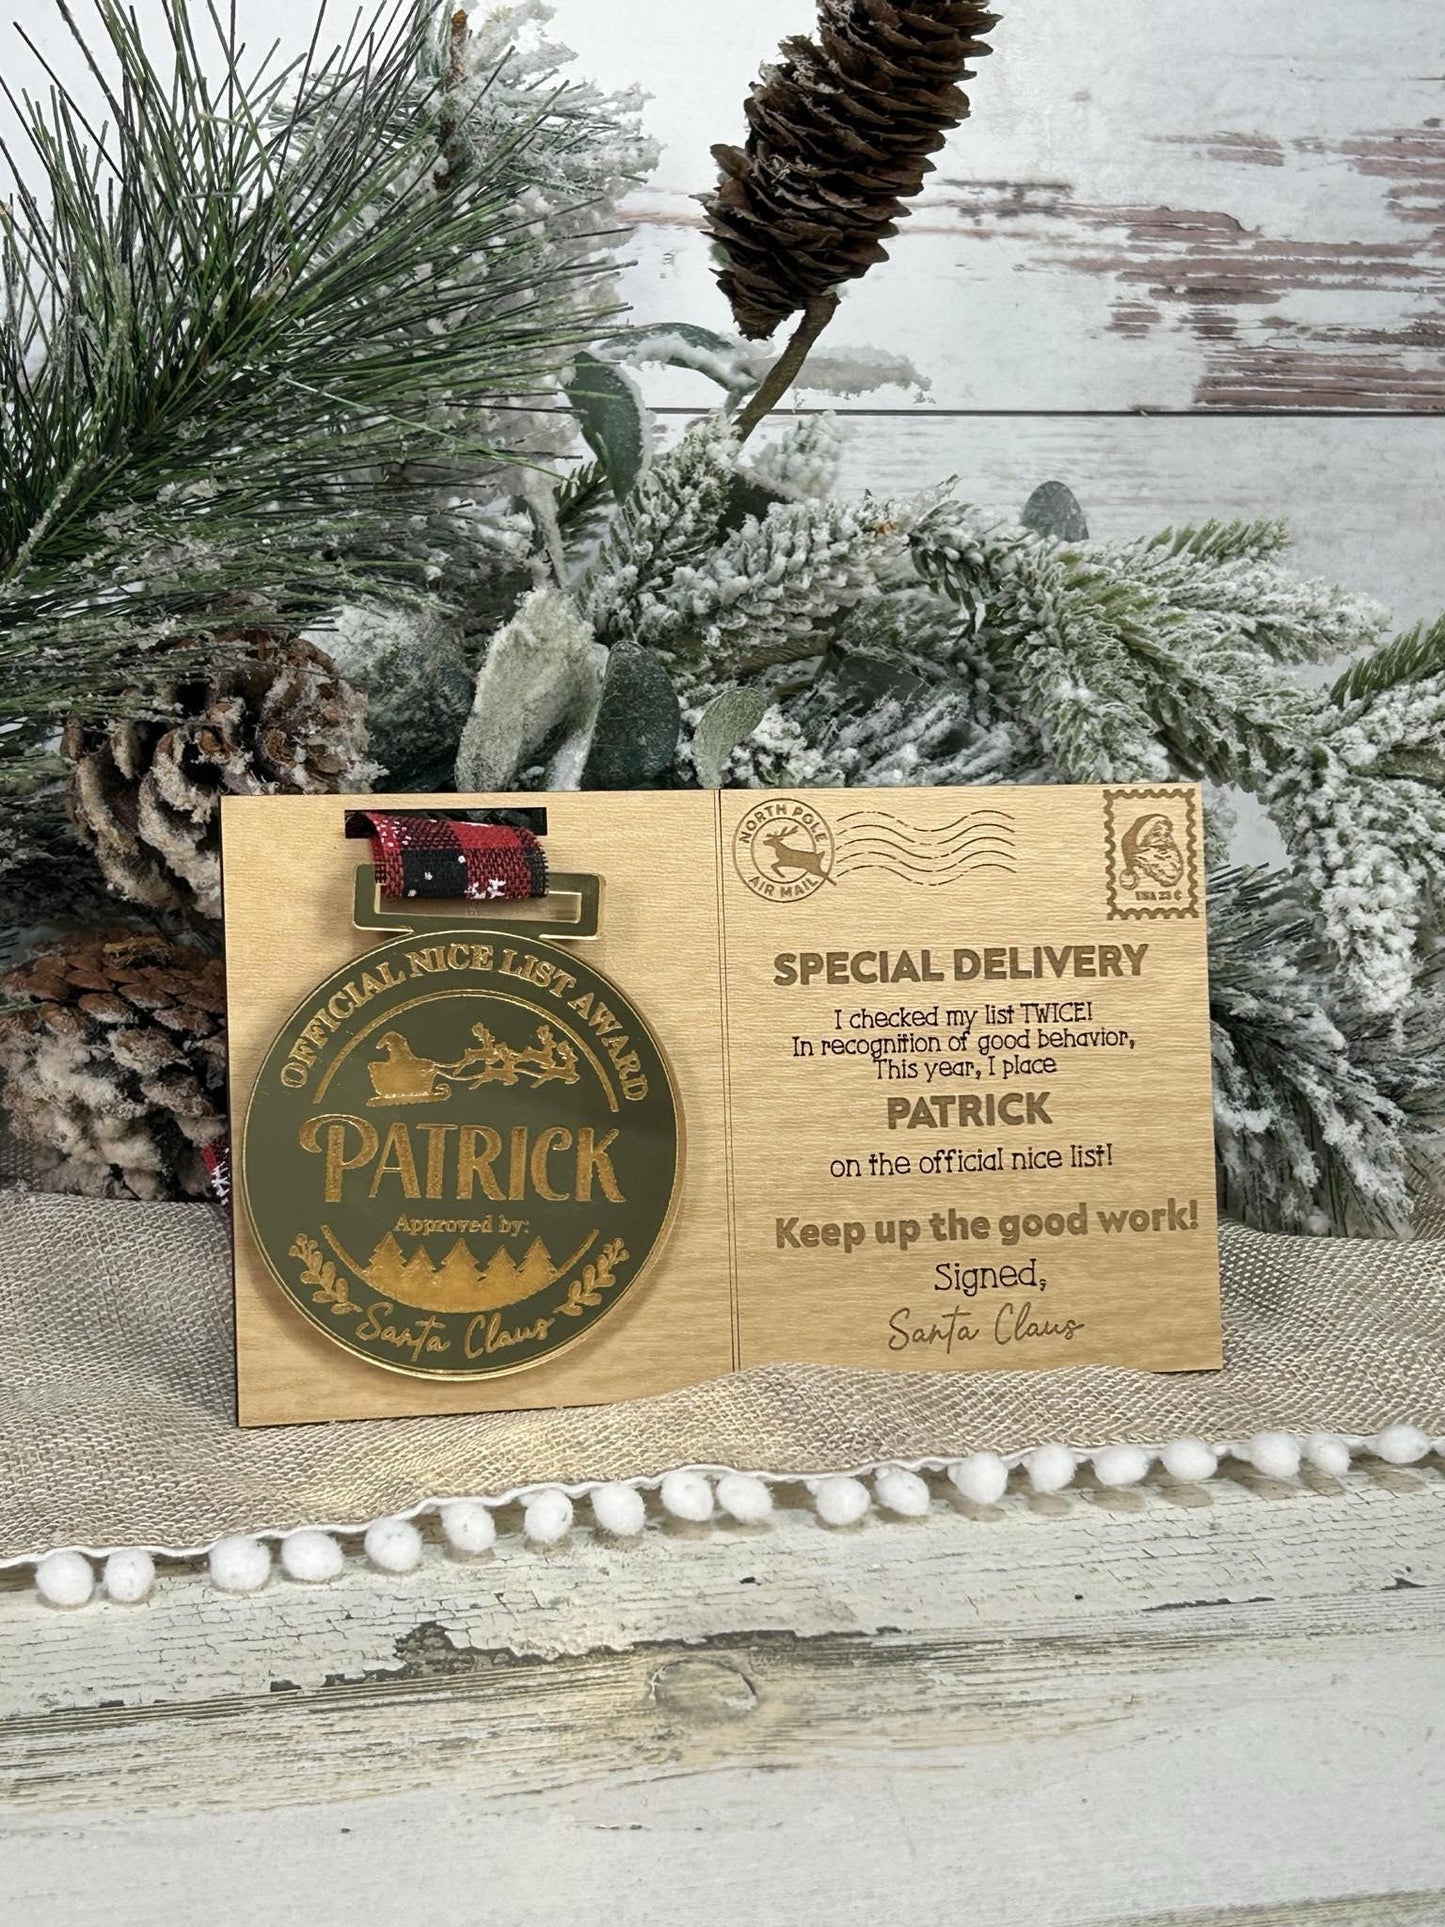 OFFICIAL NICE LIST AWARD
PATRICK
Approved by:
Santa Claus
NORTH POLE
AIR MAIL
USA 23 ¢
SPECIAL DELIVERY
I checked my list TWICE!
In recognition of good behavior,
This year, I place
PATRICK
on the official nice list!
Keep up the good work!
Signed,
Santa Claus